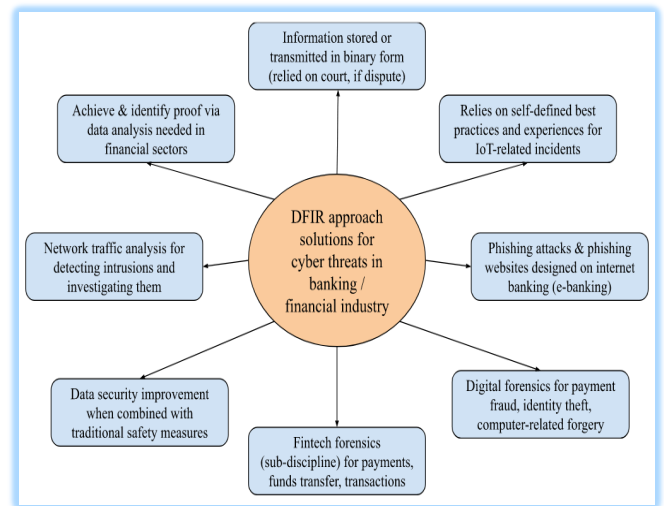 Information stored or
transmitted in binary form
(relied on court, if dispute)
Achieve & identify proof via
data analysis needed in
financial sectors
Relies on self-defined best
practices and experiences for
IoT-related incidents
DFIR approach
solutions for
cyber threats in
banking /
financial industry
Network traffic analysis for
detecting intrusions and
investigating them
Phishing attacks & phishing
websites designed on internet
banking (e-banking)
Data security improvement
when combined with
traditional safety measures
Digital forensics for payment
fraud, identity theft,
computer-related forgery
Fintech forensics
(sub-discipline) for payments,
funds transfer, transactions